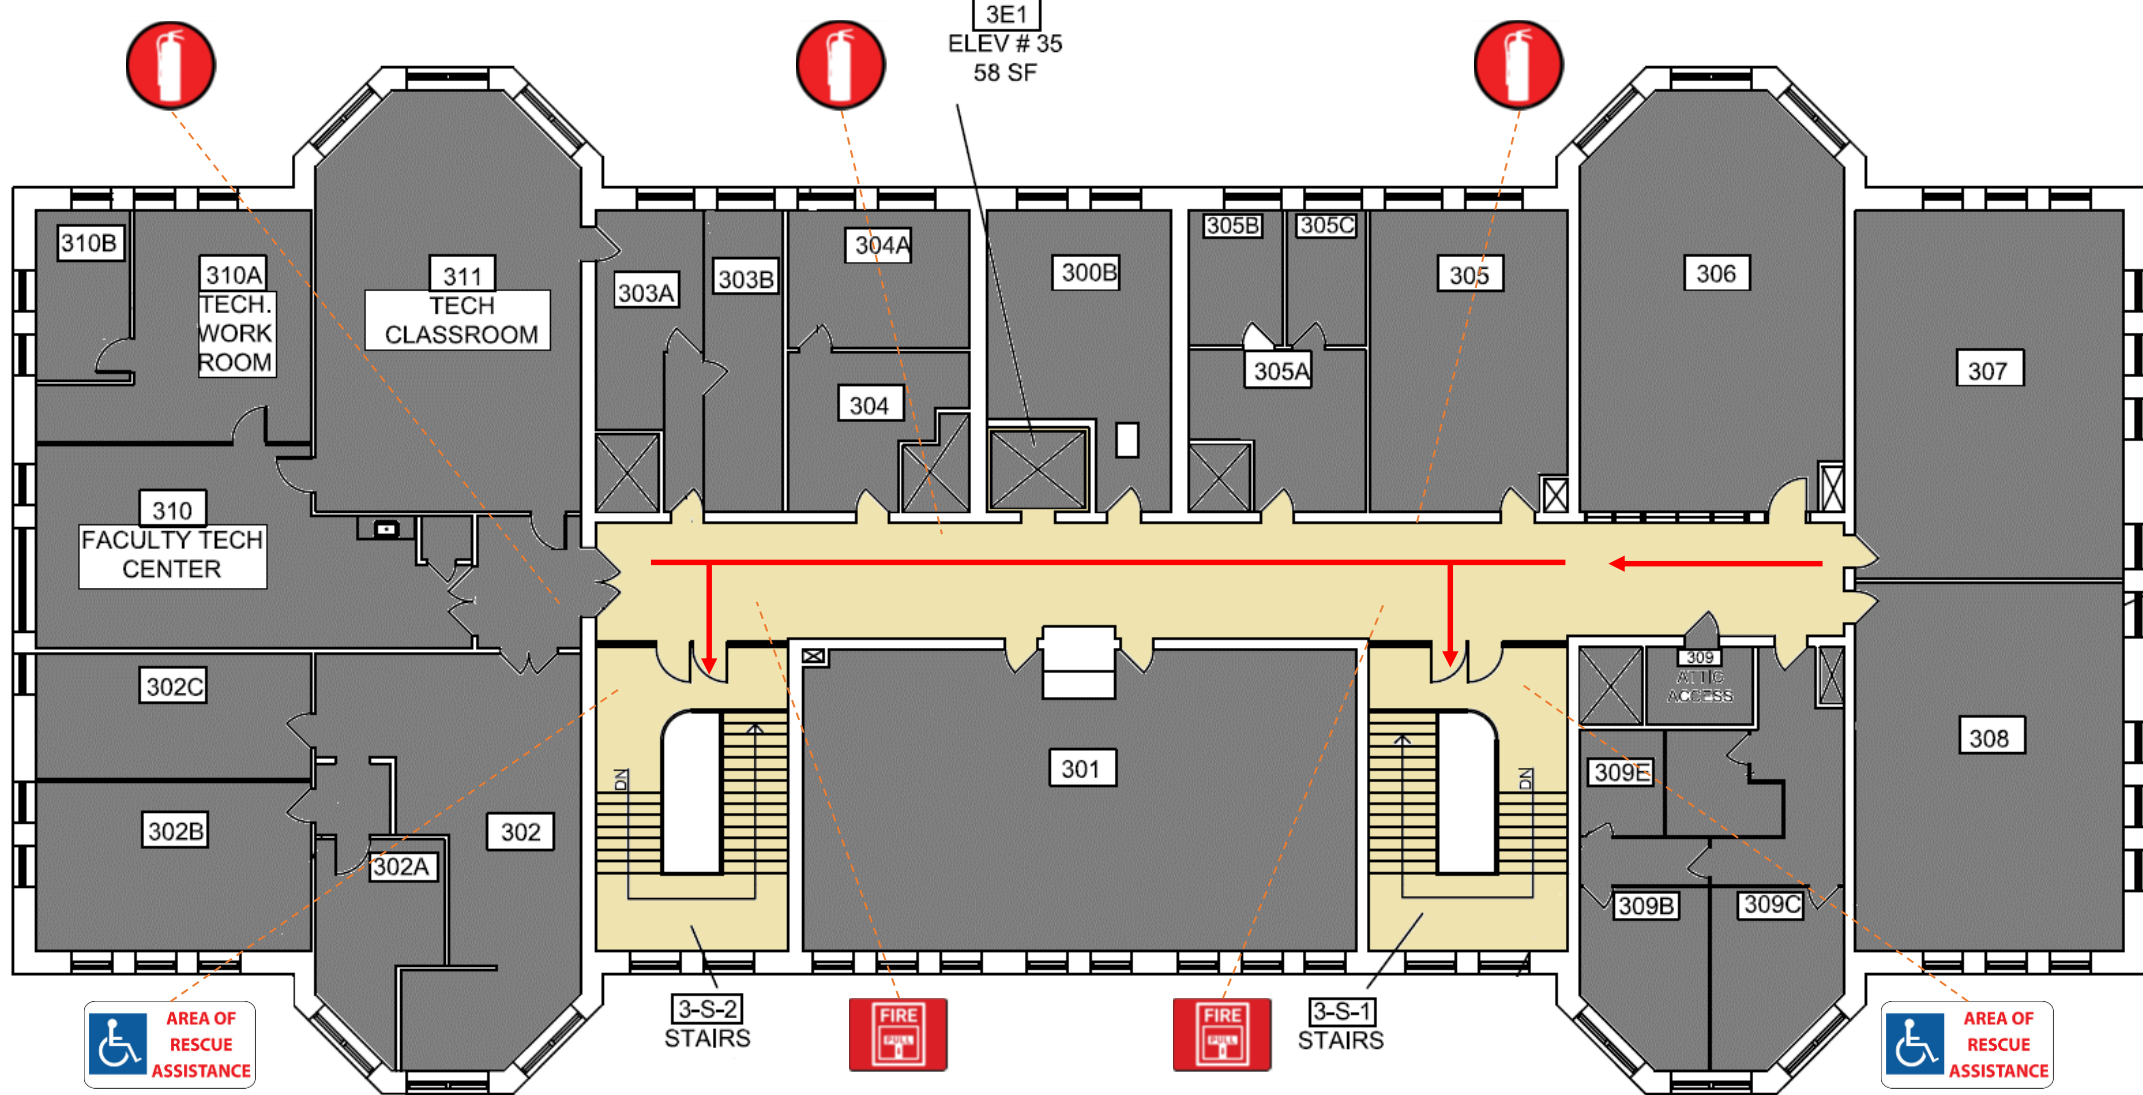 3E1
ELEV # 35
58 SF
310B
310A
TECH.
WORK
ROOM
311
TECH
CLASSROOM
303A
303B
304A
304
300B
305B
305C
305A
305
306
307
310
FACULTY TECH
CENTER
302C
302B
302A
302
DN
301
DN
309
ATTIC
ACCESS
309E
309B
309C
308
3-S-2
STAIRS
3-S-1
STAIRS
AREA OF
RESCUE
ASSISTANCE
FIRE
PULL
FIRE
PULL
AREA OF
RESCUE
ASSISTANCE